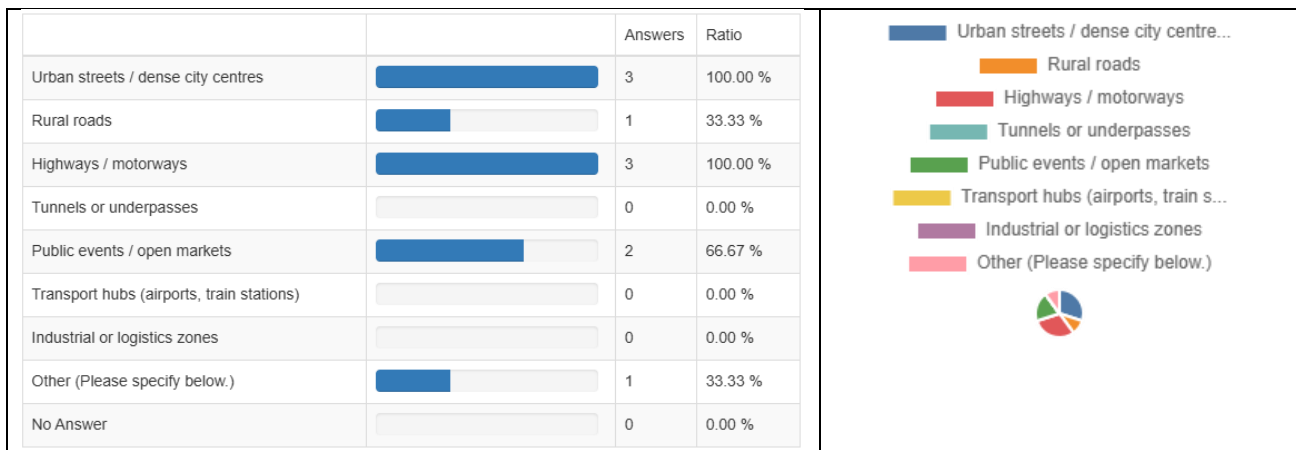 Answers Ratio
Urban streets / dense city centres 3 100.00 %
Rural roads 1 33.33 %
Highways / motorways 3 100.00 %
Tunnels or underpasses 0 0.00 %
Public events / open markets 2 66.67 %
Transport hubs (airports, train stations) 0 0.00 %
Industrial or logistics zones 0 0.00 %
Other (Please specify below.) 1 33.33 %
No Answer 0 0.00 %
Urban streets / dense city centre...
Rural roads
Highways / motorways
Tunnels or underpasses
Public events / open markets
Transport hubs (airports, train s...
Industrial or logistics zones
Other (Please specify below.)